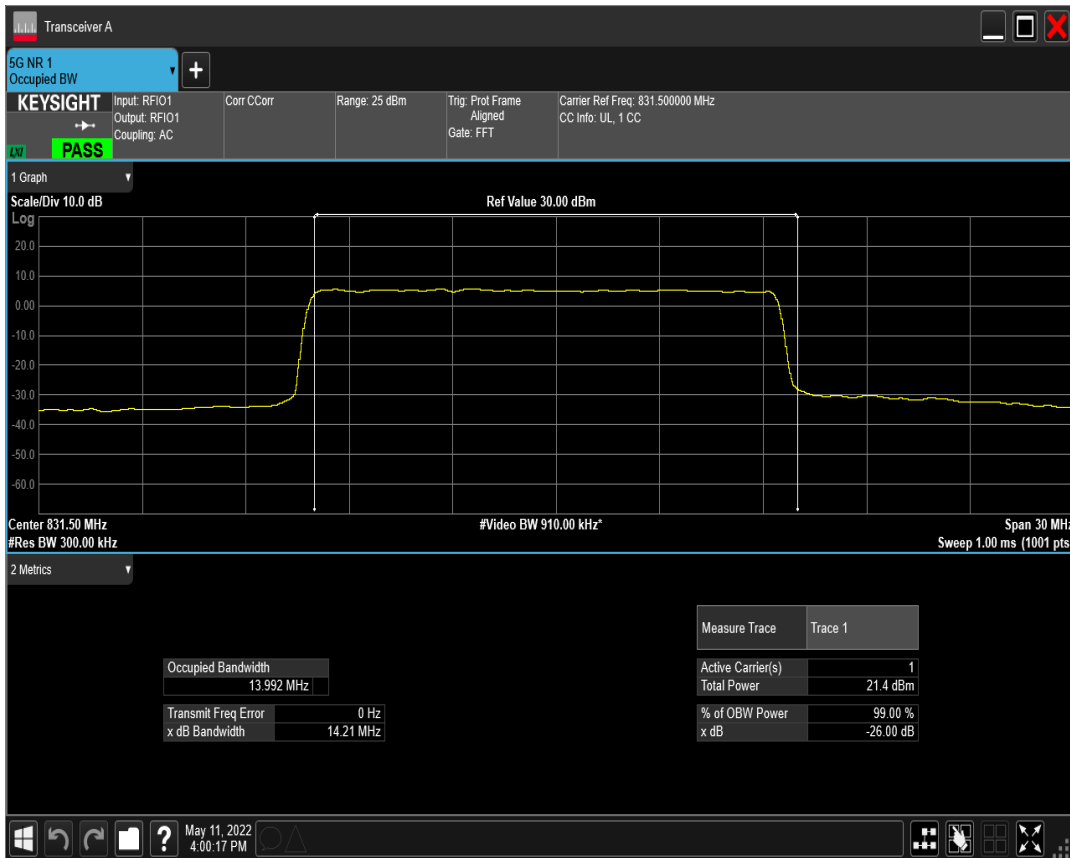 Transceiver A
5G NR 1
Occupied BW
KEYSIGHT
LXI
PASS
Input: RFIO1
Output: RFIO1
Coupling: AC
Corr CCorr
Range: 25 dBm
Trig: Prot Frame
Aligned
Gate: FFT
Carrier Ref Freq: 831.500000 MHz
CC Info: UL, 1 CC
1 Graph
Scale/Div 10.0 dB
Ref Value 30.00 dBm
Log
20.0
10.0
0.00
-10.0
-20.0
-30.0
-40.0
-50.0
-60.0
Center 831.50 MHz
#Video BW 910.00 kHz*
Span 30 MHz
#Res BW 300.00 kHz
Sweep 1.00 ms (1001 pts
2 Metrics
Measure Trace Trace 1
Occupied Bandwidth
13.992 MHz
Active Carrier(s) 1
Total Power 21.4 dBm
Transmit Freq Error 0 Hz
x dB Bandwidth 14.21 MHz
% of OBW Power 99.00 %
x dB -26.00 dB
May 11, 2022
4:00:17 PM